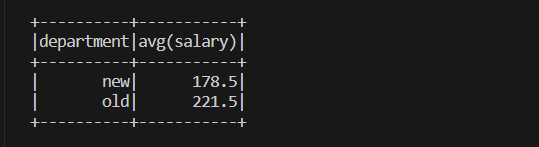 +----------+-----------+
|department|avg(salary)|
+----------+-----------+
|       new|      178.5|
|       old|      221.5|
+----------+-----------+